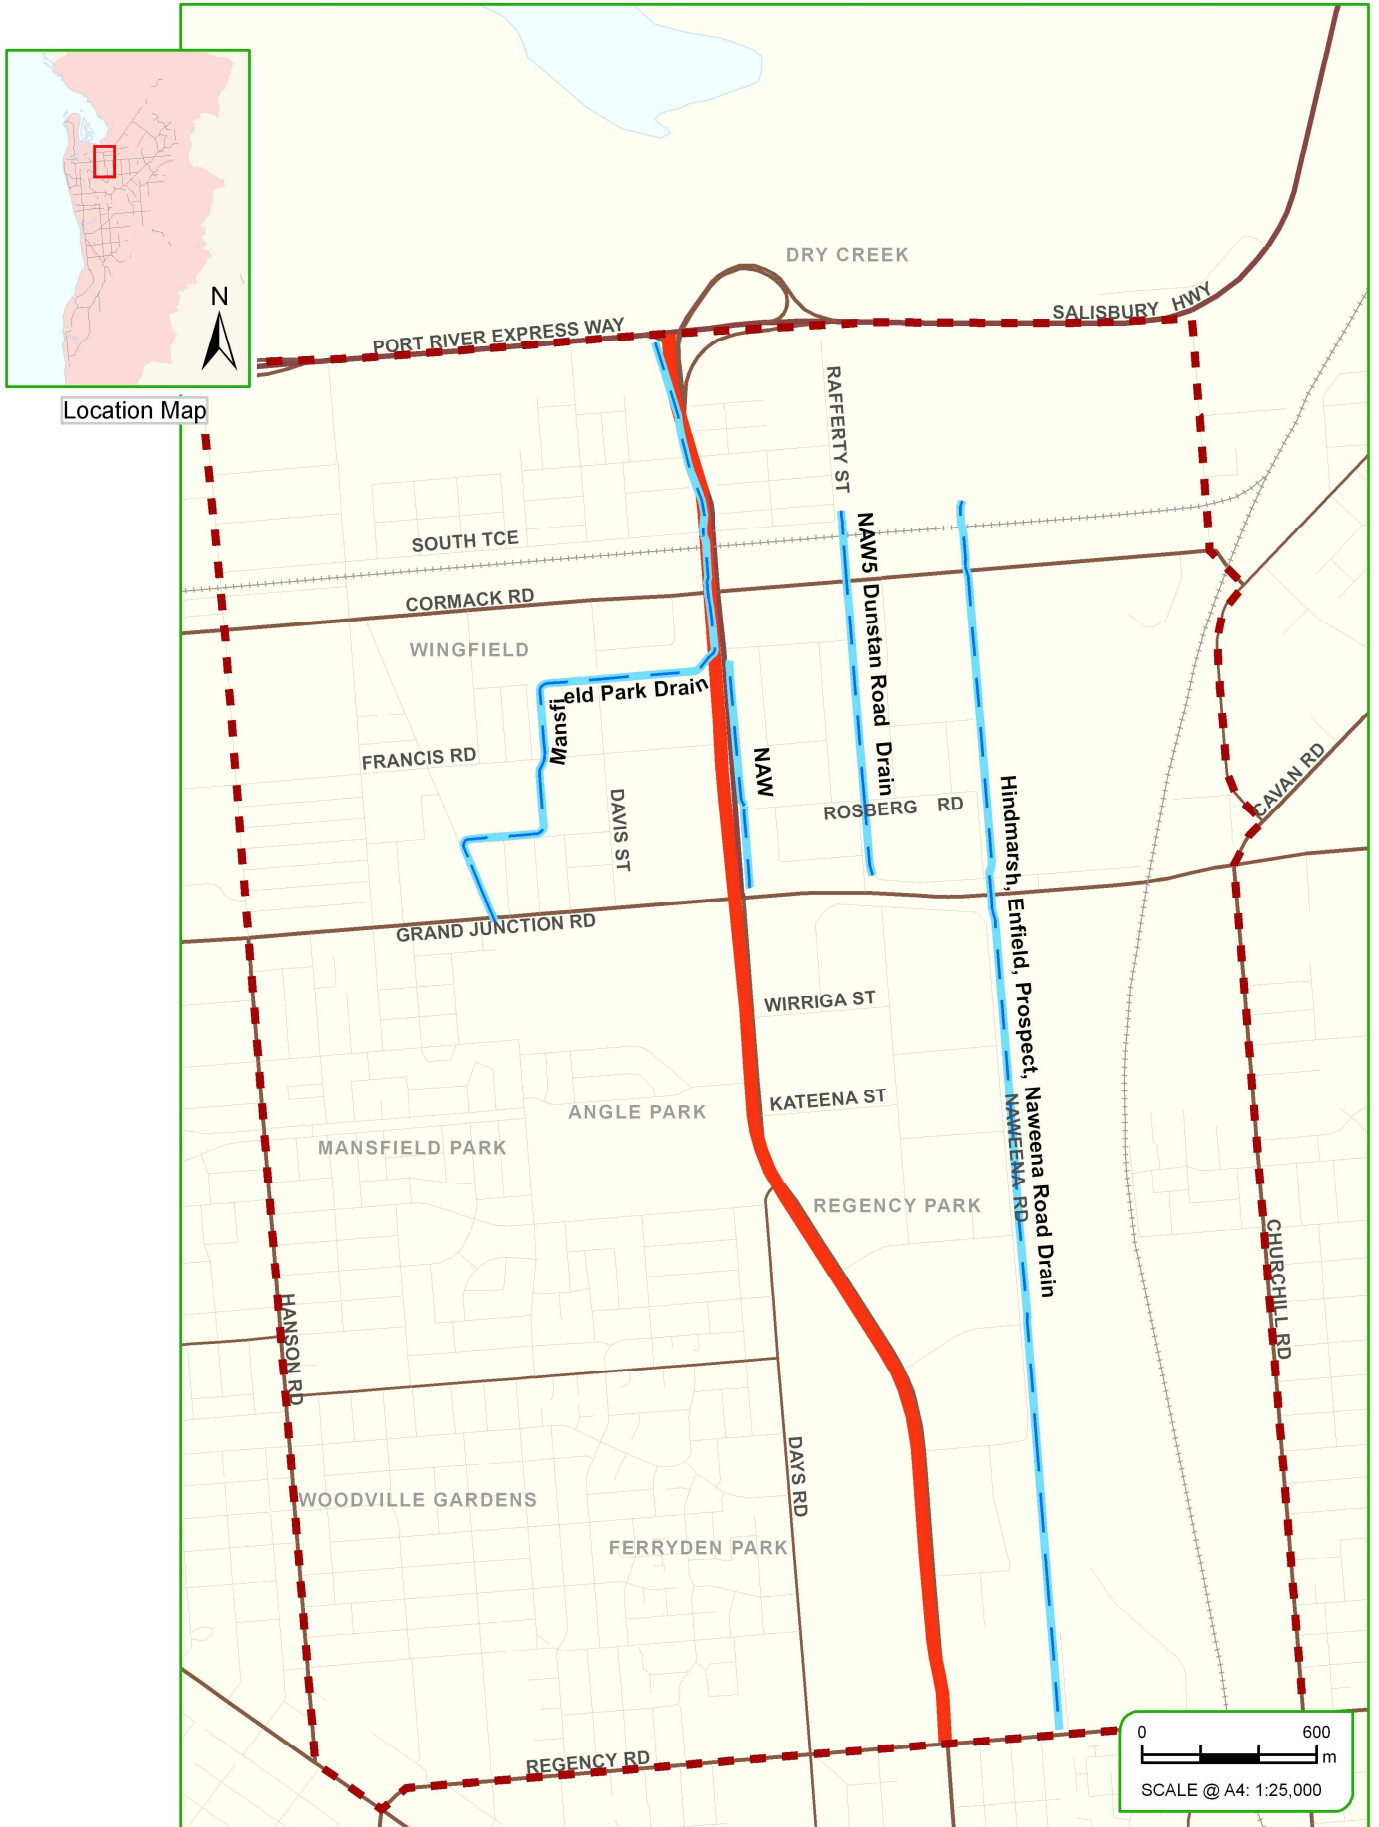 N
Location Map
DRY CREEK
SALISBURY HWY
PORT RIVER EXPRESS WAY
RAFFERTY ST
SOUTH TCE
CORMACK RD
WINGFIELD
NAW5 Dunstan Road Drain
Mansfield Park Drain
FRANCIS RD
NAW
DAVIS ST
ROSBERG RD
CAVAN RD
Hindmarsh, Enfield, Prospect, Naweena Road Drain
GRAND JUNCTION RD
WIRRIGA ST
KATEENA ST
ANGLE PARK
MANSFIELD PARK
NAWEENA RD
REGENCY PARK
CHURCHILL RD
HANSON RD
DAYS RD
WOODVILLE GARDENS
FERRYDEN PARK
REGENCY RD
0 600
m
SCALE @ A4: 1:25,000